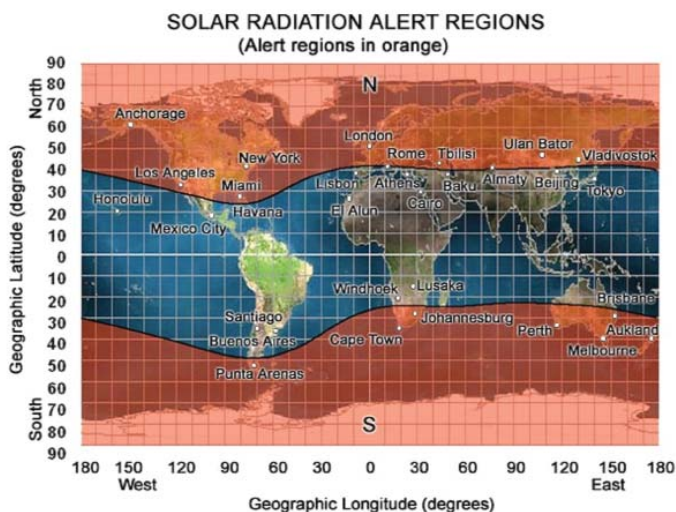 SOLAR RADIATION ALERT REGIONS
(Alert regions in orange)
90
80
70
60
50
40
30
20
10
0
10
20
30
40
50
60
70
80
90
North
South
Geographic Latitude (degrees)
N
Anchorage
London
Ulan Bator
Rome
Tbilisi
Vladivostok
New York
Los Angeles
Lisbon
Athens
Baku
Almaty
Beijing
Miami
Tokyo
Honolulu
Havana
El Alun
Cairo
Mexico City
Windhoek
Lusaka
Brisbane
Santiago
Johannesburg
Buenos Aires
Cape Town
Perth
Aukland
Melbourne
Punta Arenas
S
180 150 120 90 60 30 0 30 60 90 120 150 180
West East
Geographic Longitude (degrees)